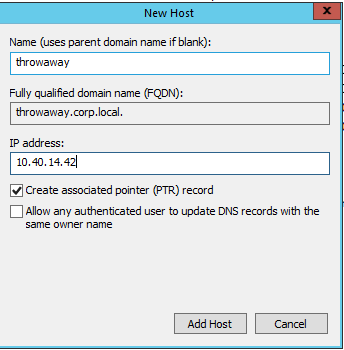 New Host
Name (uses parent domain name if blank):
throwaway
Fully qualified domain name (FQDN):
throwaway.corp.local.
IP address:
10.40.14.42
Create associated pointer (PTR) record
Allow any authenticated user to update DNS records with the
same owner name
Add Host
Cancel